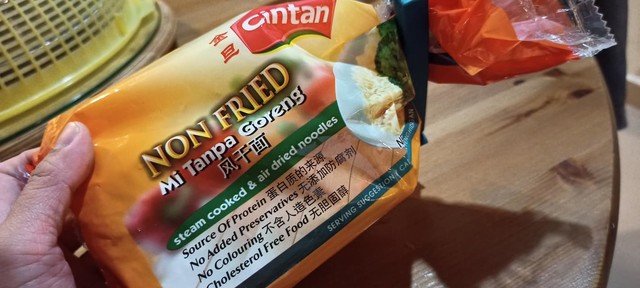 Cintan
金旦
NON FRIED
Mi Tanpa Goreng
风干面
steam cooked & air dried noodles
Source Of Protein 蛋白质的来源
No Added Preservatives 无添加防腐剂
No Colouring 不含人造色素
Cholesterol Free Food 无胆固醇
SERVING SUGGESTION / CA